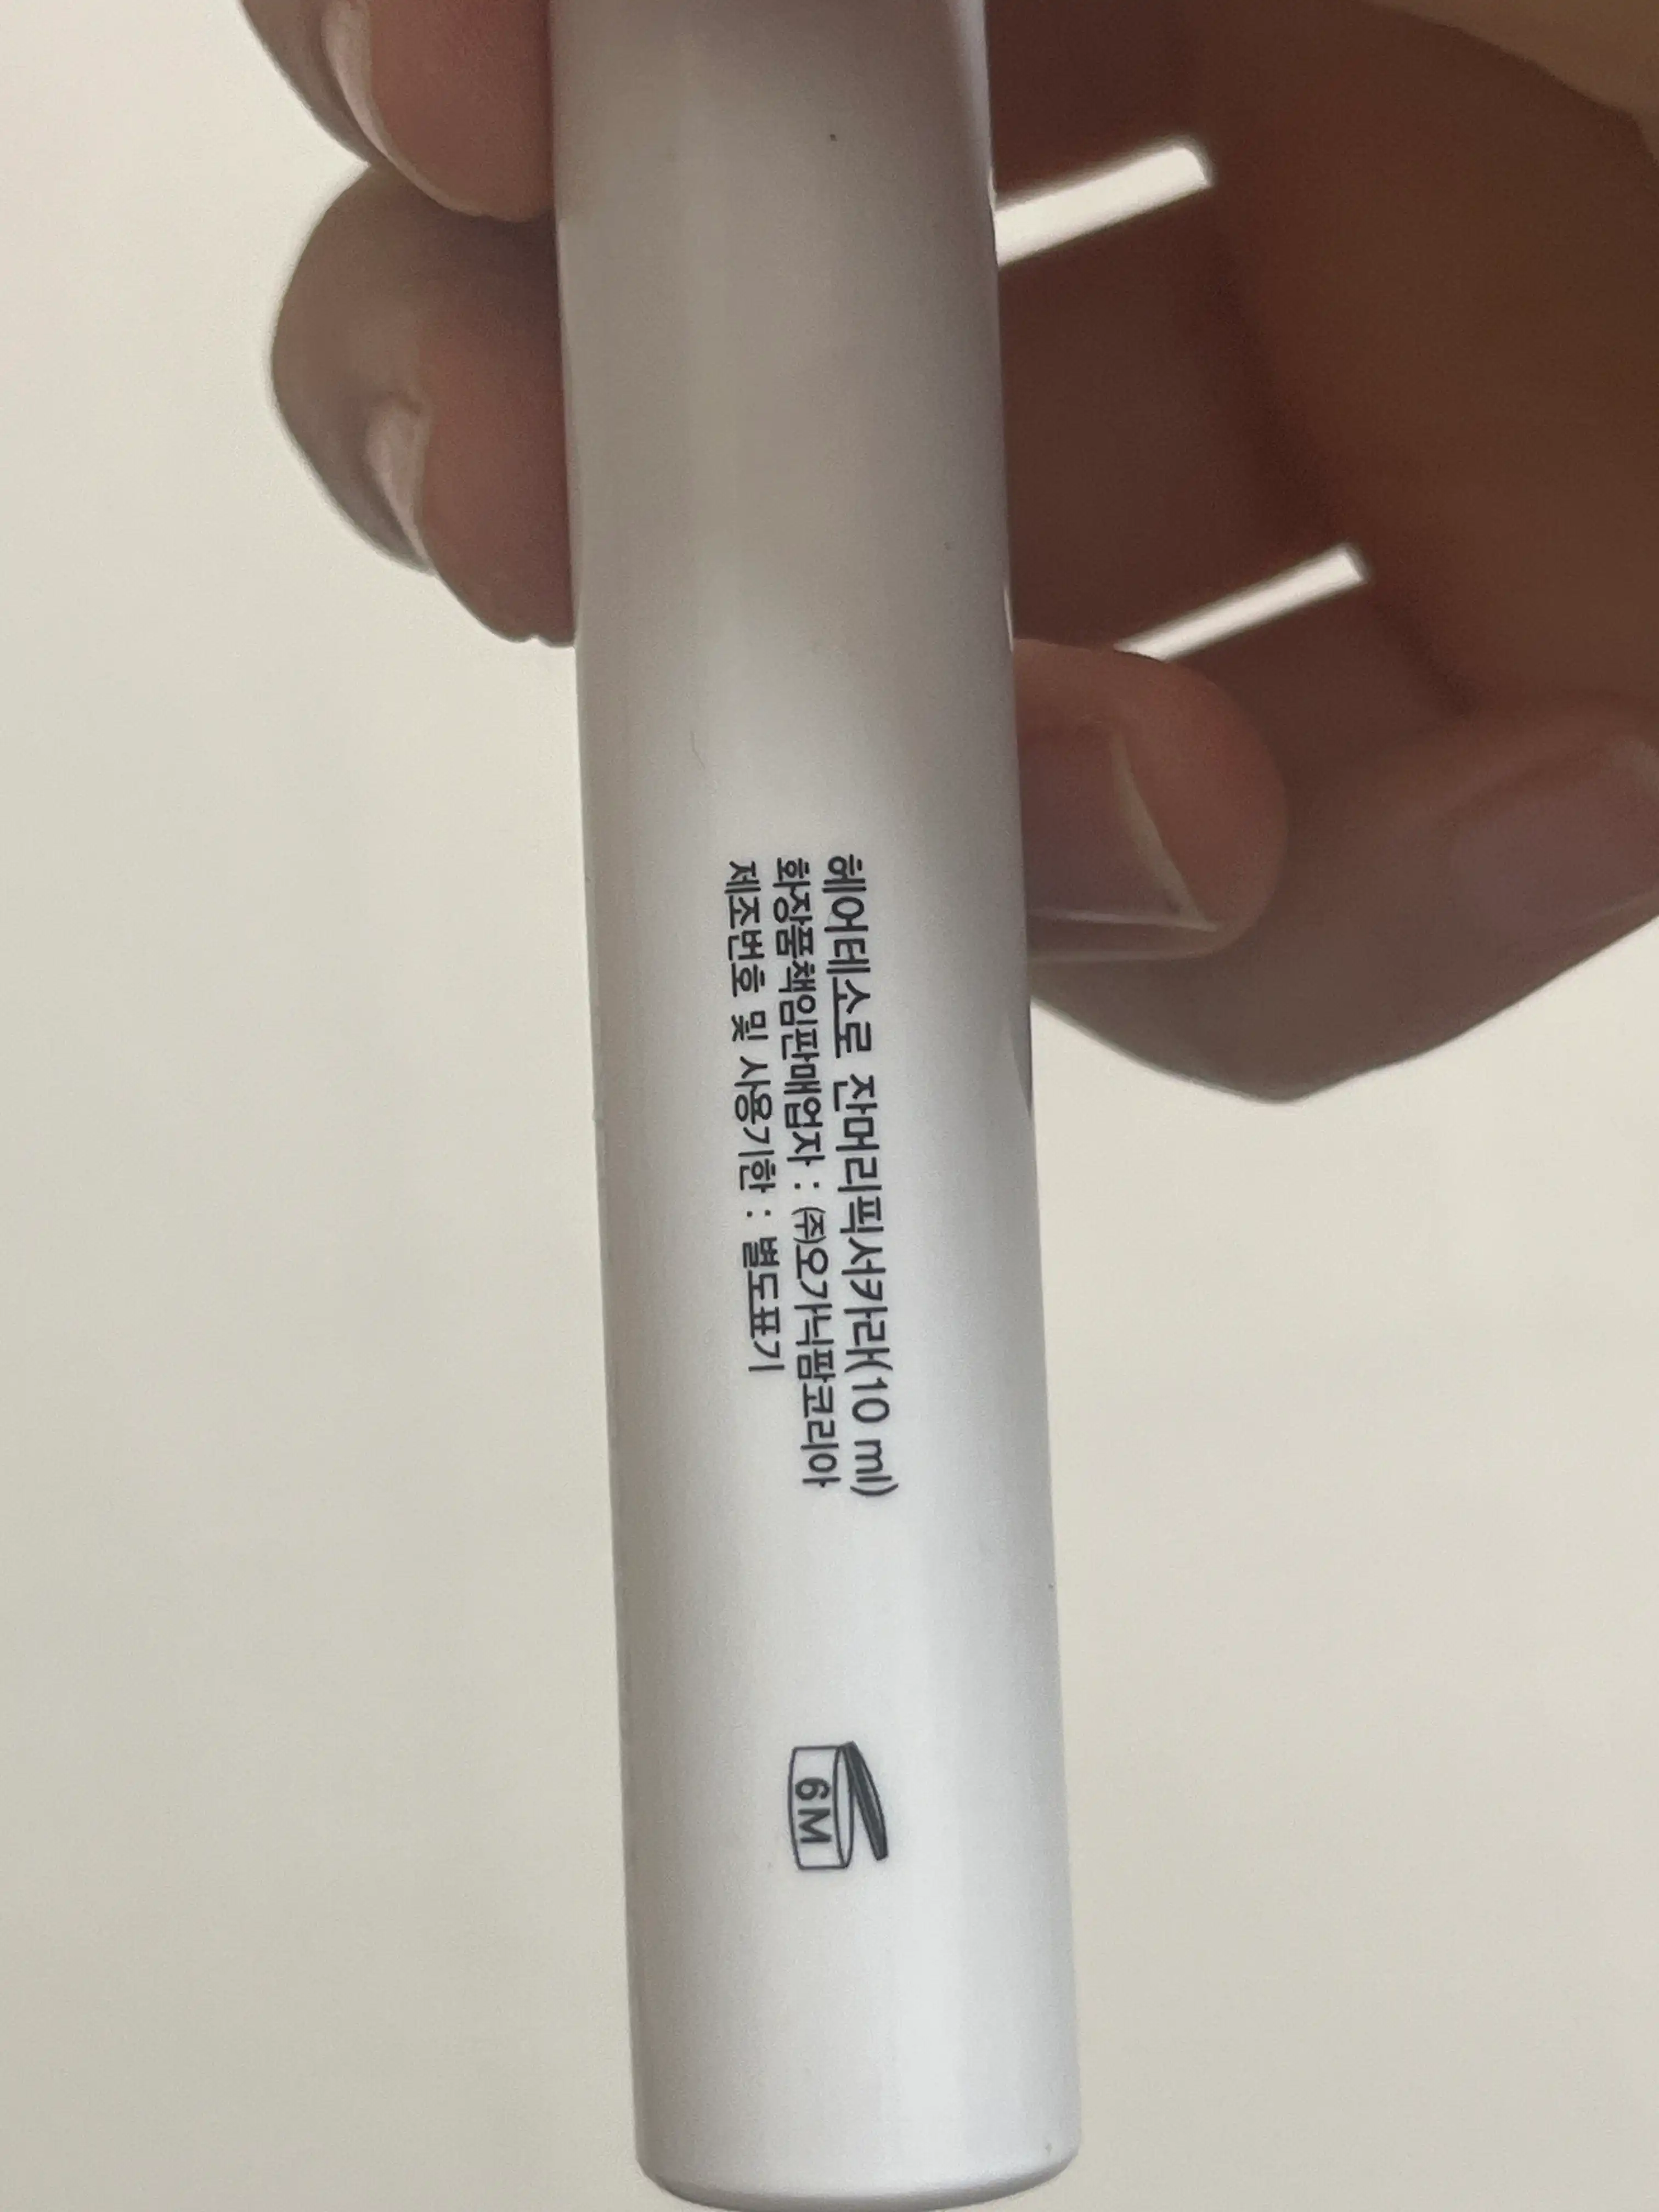 헤어테소로 잔머리픽서카라(10 ml)
화장품책임판매업자 : ㈜오가닉팜코리아
제조번호 및 사용기한 : 별도표기
6M